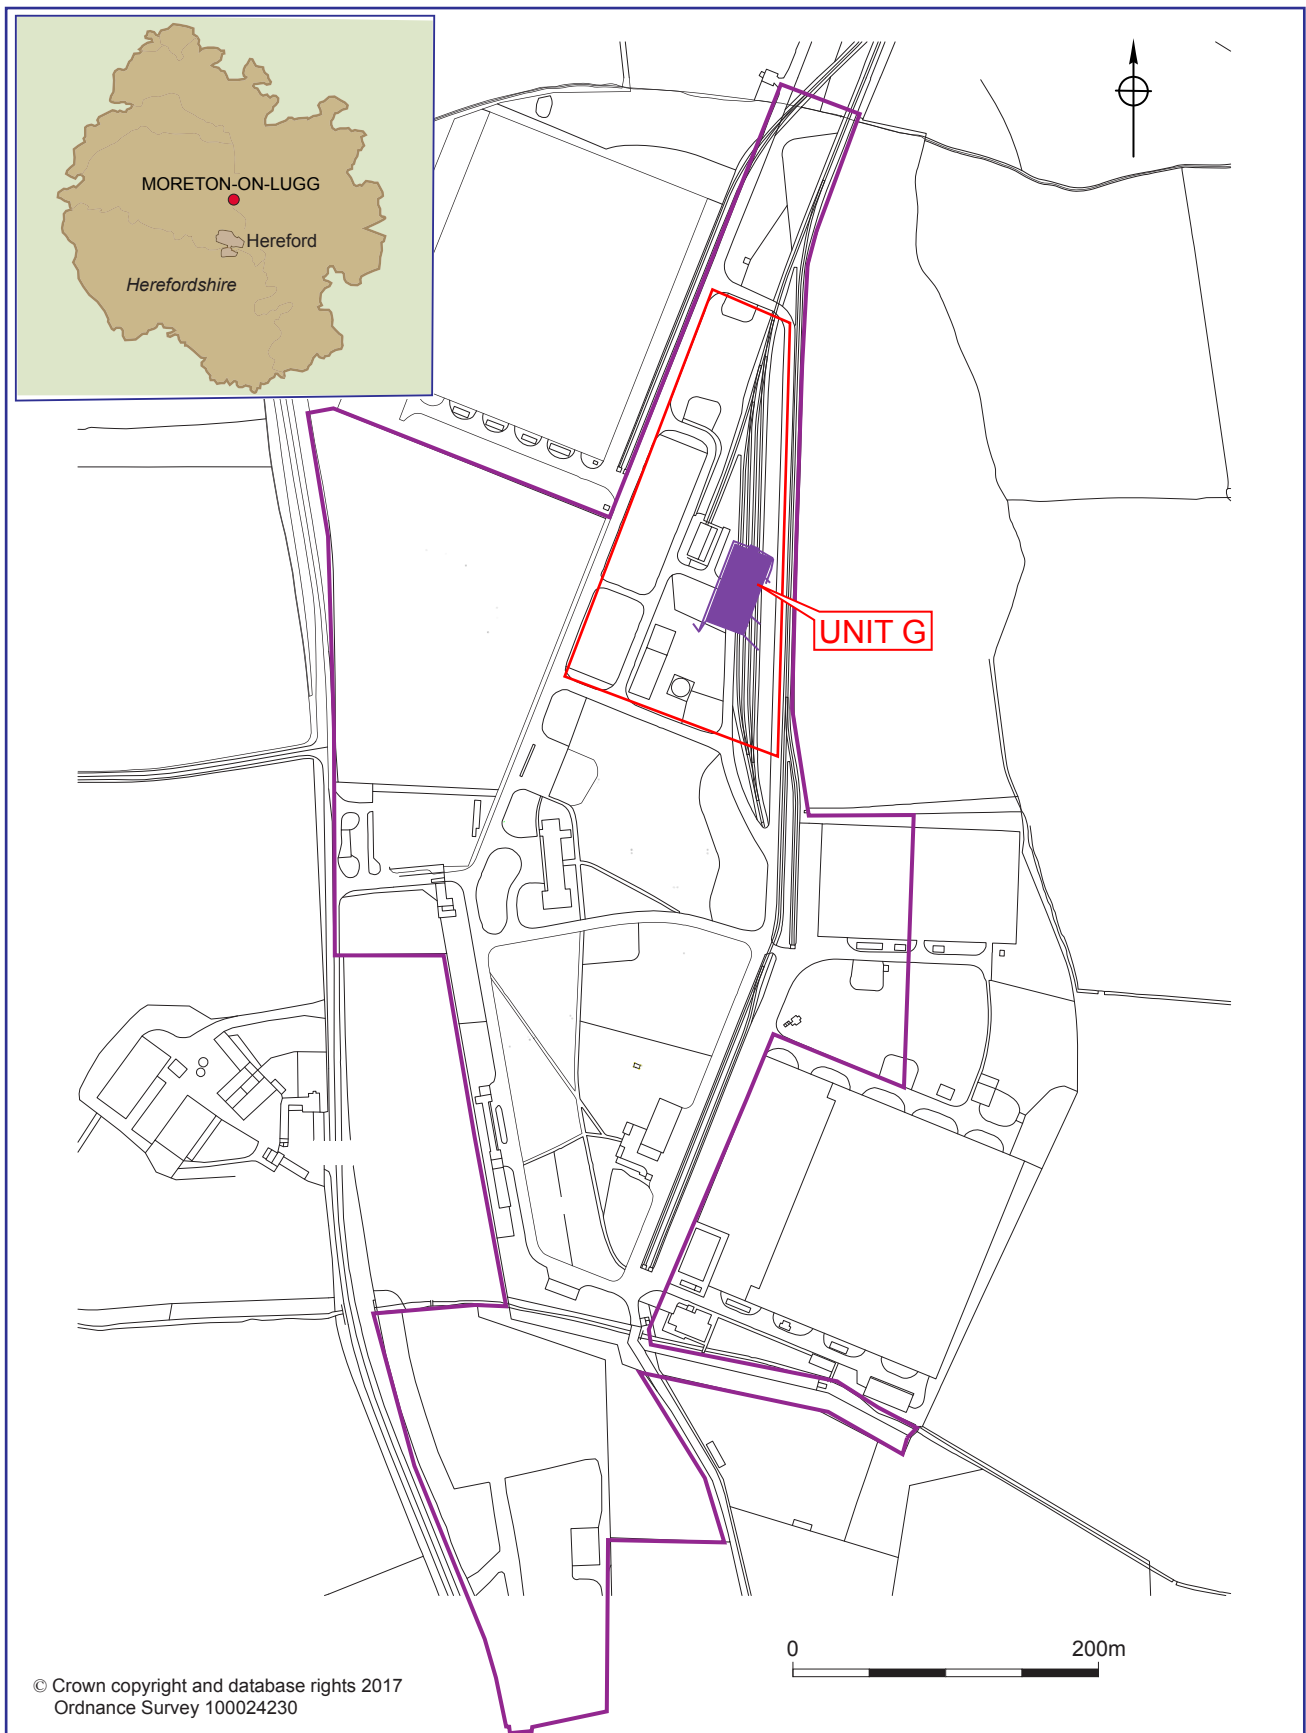 MORETON-ON-LUGG
Hereford
Herefordshire
UNIT G
0 200m
© Crown copyright and database rights 2017
Ordnance Survey 100024230